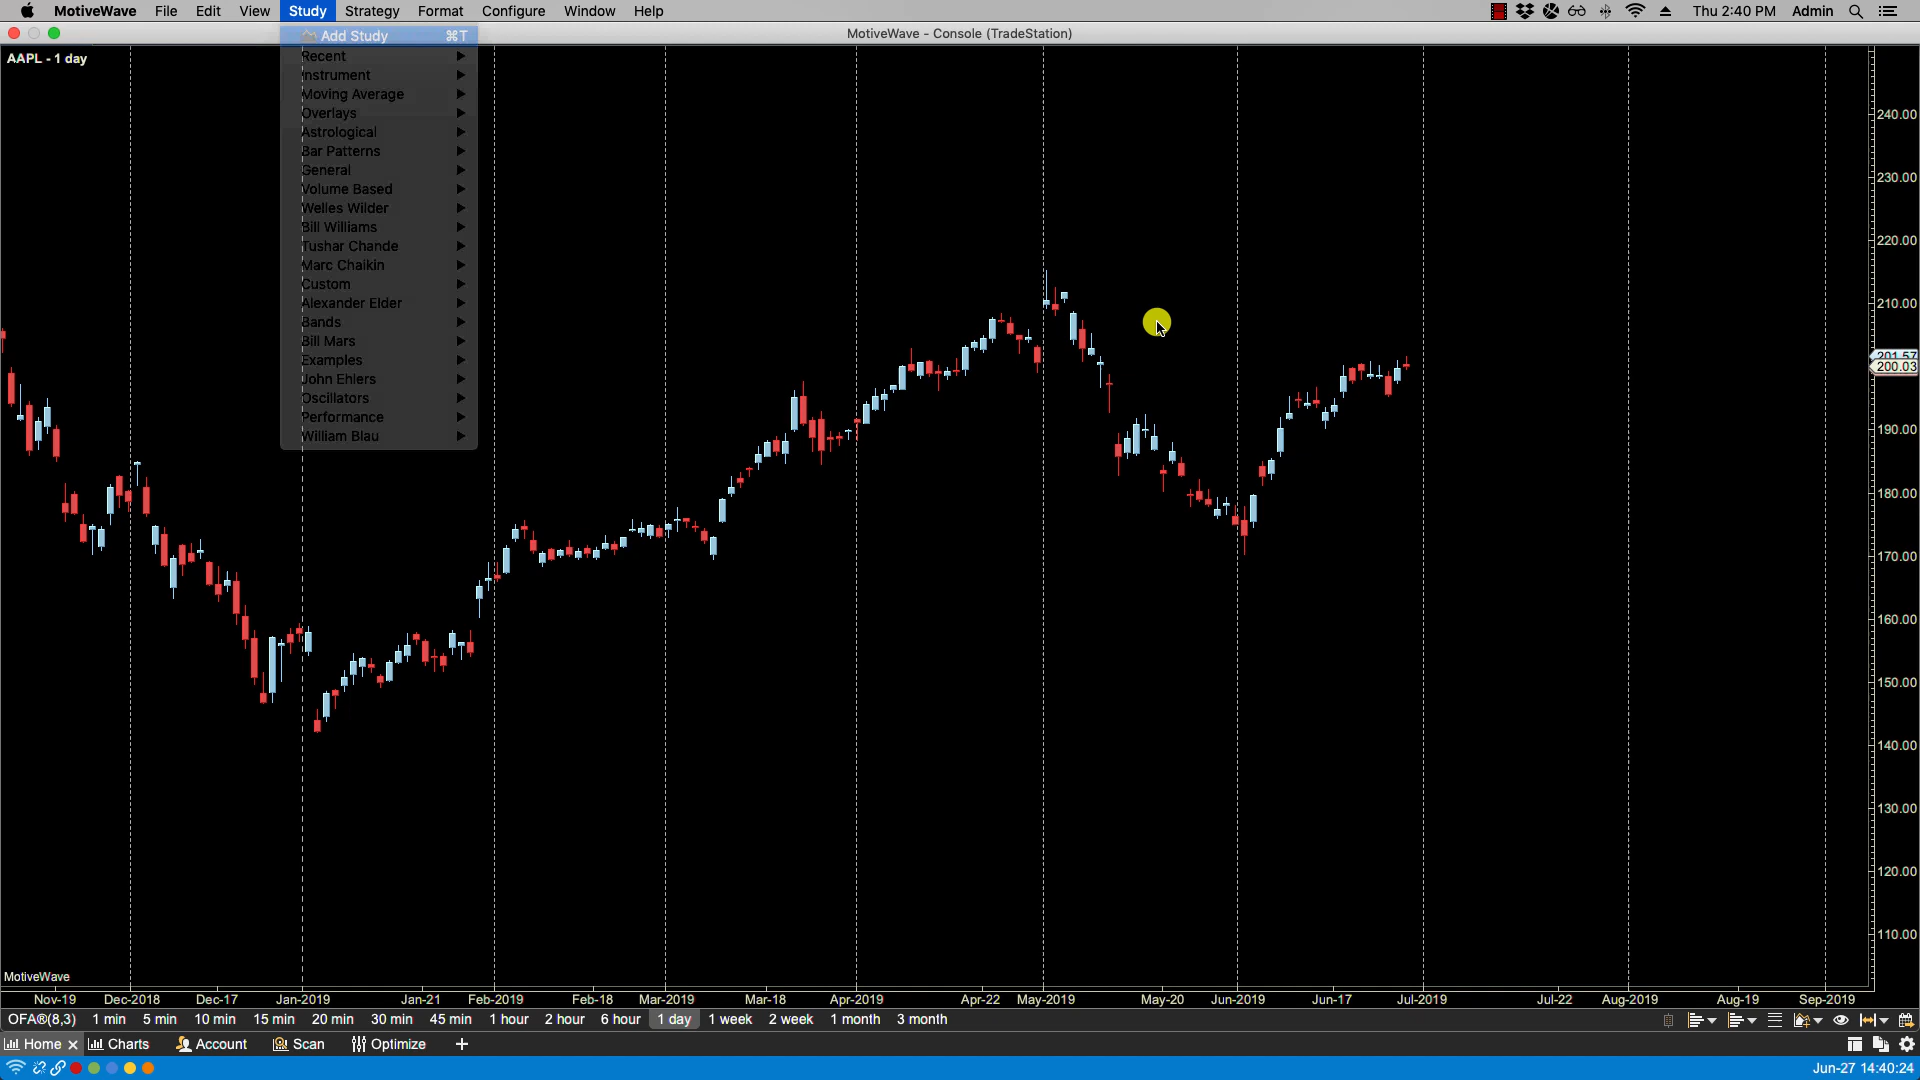 MotiveWave File Edit View Study Strategy Format Configure Window Help Thu 2:40 PM Admin
MotiveWave - Console (TradeStation)
AAPL - 1 day
Add Study ⌘T
Recent
Instrument
Moving Average
Overlays
Astrological
Bar Patterns
General
Volume Based
Welles Wilder
Bill Williams
Tushar Chande
Marc Chaikin
Custom
Alexander Elder
Bands
Bill Mars
Examples
John Ehlers
Oscillators
Performance
William Blau
240.00
230.00
220.00
210.00
201.57
200.03
190.00
180.00
170.00
160.00
150.00
140.00
130.00
120.00
110.00
MotiveWave
Nov-19 Dec-2018 Dec-17 Jan-2019 Jan-21 Feb-2019 Feb-18 Mar-2019 Mar-18 Apr-2019 Apr-22 May-2019 May-20 Jun-2019 Jun-17 Jul-2019 Jul-22 Aug-2019 Aug-19 Sep-2019
OFA®(8,3) 1 min 5 min 10 min 15 min 20 min 30 min 45 min 1 hour 2 hour 6 hour 1 day 1 week 2 week 1 month 3 month
Home Charts Account Scan Optimize
Jun-27 14:40:24